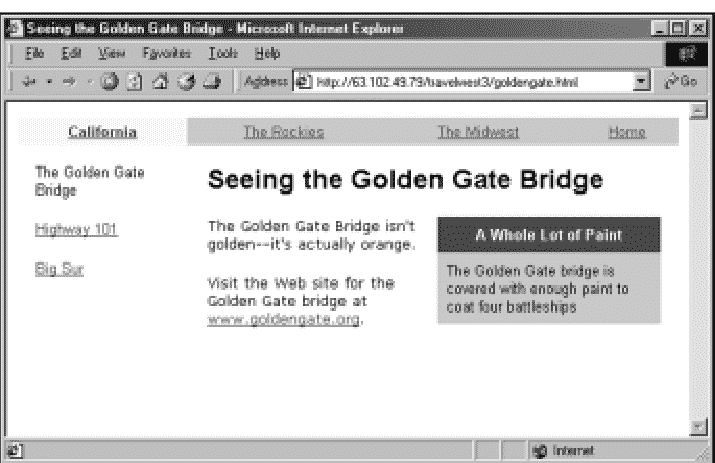 Seeing the Golden Gate Bridge - Microsoft Internet Explorer
File Edit View Favorites Tools Help
Address http://63.102.49.79/travelwest3/goldengate.html Go
California The Rockies The Midwest Home
The Golden Gate
Bridge
Highway 101
Big Sur
Seeing the Golden Gate Bridge
The Golden Gate Bridge isn't
golden--it's actually orange.
Visit the Web site for the
Golden Gate bridge at
www.goldengate.org.
A Whole Lot of Paint
The Golden Gate bridge is
covered with enough paint to
coat four battleships
Internet